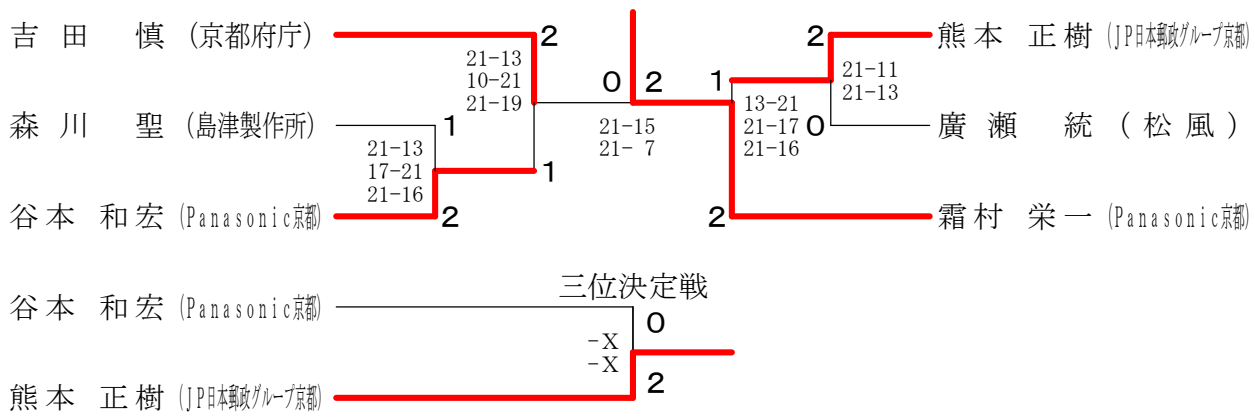 吉田 慎 (京都府庁) 2 2 熊本 正樹 (JP日本郵政グループ京都)
21-13 0 2 1 21-11
10-21 21-13
21-19 13-21
森川 聖 (島津製作所) 1 21-15 21-17 0 廣瀬 統 (松風)
21-13 21- 7 21-16
17-21 1
21-16
谷本 和宏 (Panasonic京都) 2 2 霜村 栄一 (Panasonic京都)
三位決定戦
谷本 和宏 (Panasonic京都) 0
-X
-X
熊本 正樹 (JP日本郵政グループ京都) 2